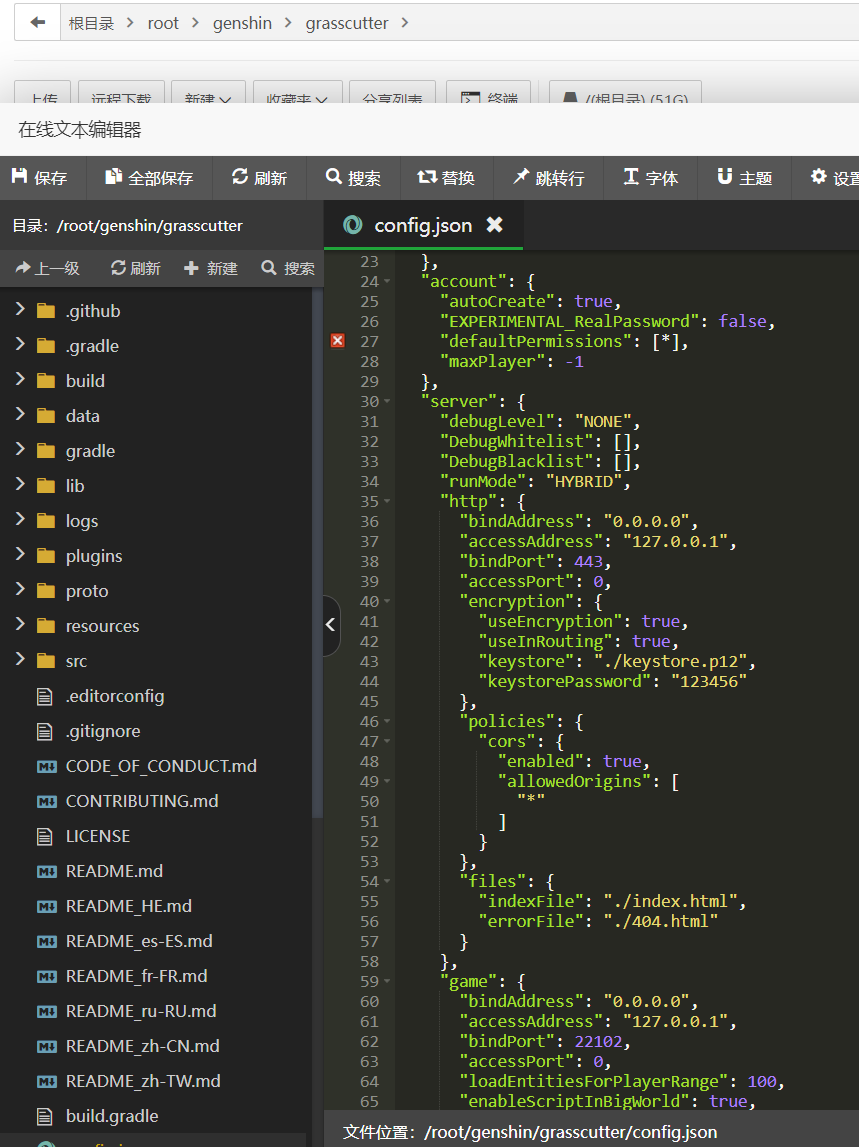 根目录 > root > genshin > grasscutter >
上传 远程下载 新建 收藏夹 分享列表 终端 /(根目录) (51G)
在线文本编辑器
保存 全部保存 刷新 搜索 替换 跳转行 字体 主题 设置
目录：/root/genshin/grasscutter
config.json
上一级 刷新 新建 搜索
.github
.gradle
build
data
gradle
lib
logs
plugins
proto
resources
src
.editorconfig
.gitignore
CODE_OF_CONDUCT.md
CONTRIBUTING.md
LICENSE
README.md
README_HE.md
README_es-ES.md
README_fr-FR.md
README_ru-RU.md
README_zh-CN.md
README_zh-TW.md
build.gradle
23 },
24 "account": {
25 "autoCreate": true,
26 "EXPERIMENTAL_RealPassword": false,
27 "defaultPermissions": [*],
28 "maxPlayer": -1
29 },
30 "server": {
31 "debugLevel": "NONE",
32 "DebugWhitelist": [],
33 "DebugBlacklist": [],
34 "runMode": "HYBRID",
35 "http": {
36 "bindAddress": "0.0.0.0",
37 "accessAddress": "127.0.0.1",
38 "bindPort": 443,
39 "accessPort": 0,
40 "encryption": {
41 "useEncryption": true,
42 "useInRouting": true,
43 "keystore": "./keystore.p12",
44 "keystorePassword": "123456"
45 },
46 "policies": {
47 "cors": {
48 "enabled": true,
49 "allowedOrigins": [
50 "*"
51 ]
52 }
53 },
54 "files": {
55 "indexFile": "./index.html",
56 "errorFile": "./404.html"
57 }
58 },
59 "game": {
60 "bindAddress": "0.0.0.0",
61 "accessAddress": "127.0.0.1",
62 "bindPort": 22102,
63 "accessPort": 0,
64 "loadEntitiesForPlayerRange": 100,
65 "enableScriptInBigWorld": true,
文件位置：/root/genshin/grasscutter/config.json